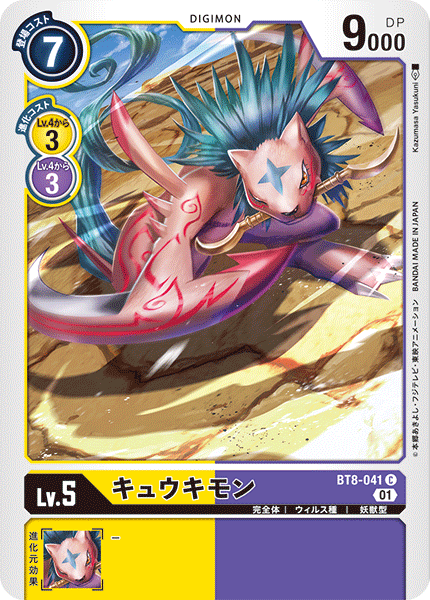 登場コスト
7
DIGIMON
DP
9000
進化コスト
Lv.4から
3
Lv.4から
3
Kazumasa Yasukuni
© 本郷あきよし・フジテレビ・東映アニメーション BANDAI MADE IN JAPAN
Lv.5
キュウキモン
BT8-041 C
01
完全体 | ウィルス種 | 妖獣型
進化元効果
-